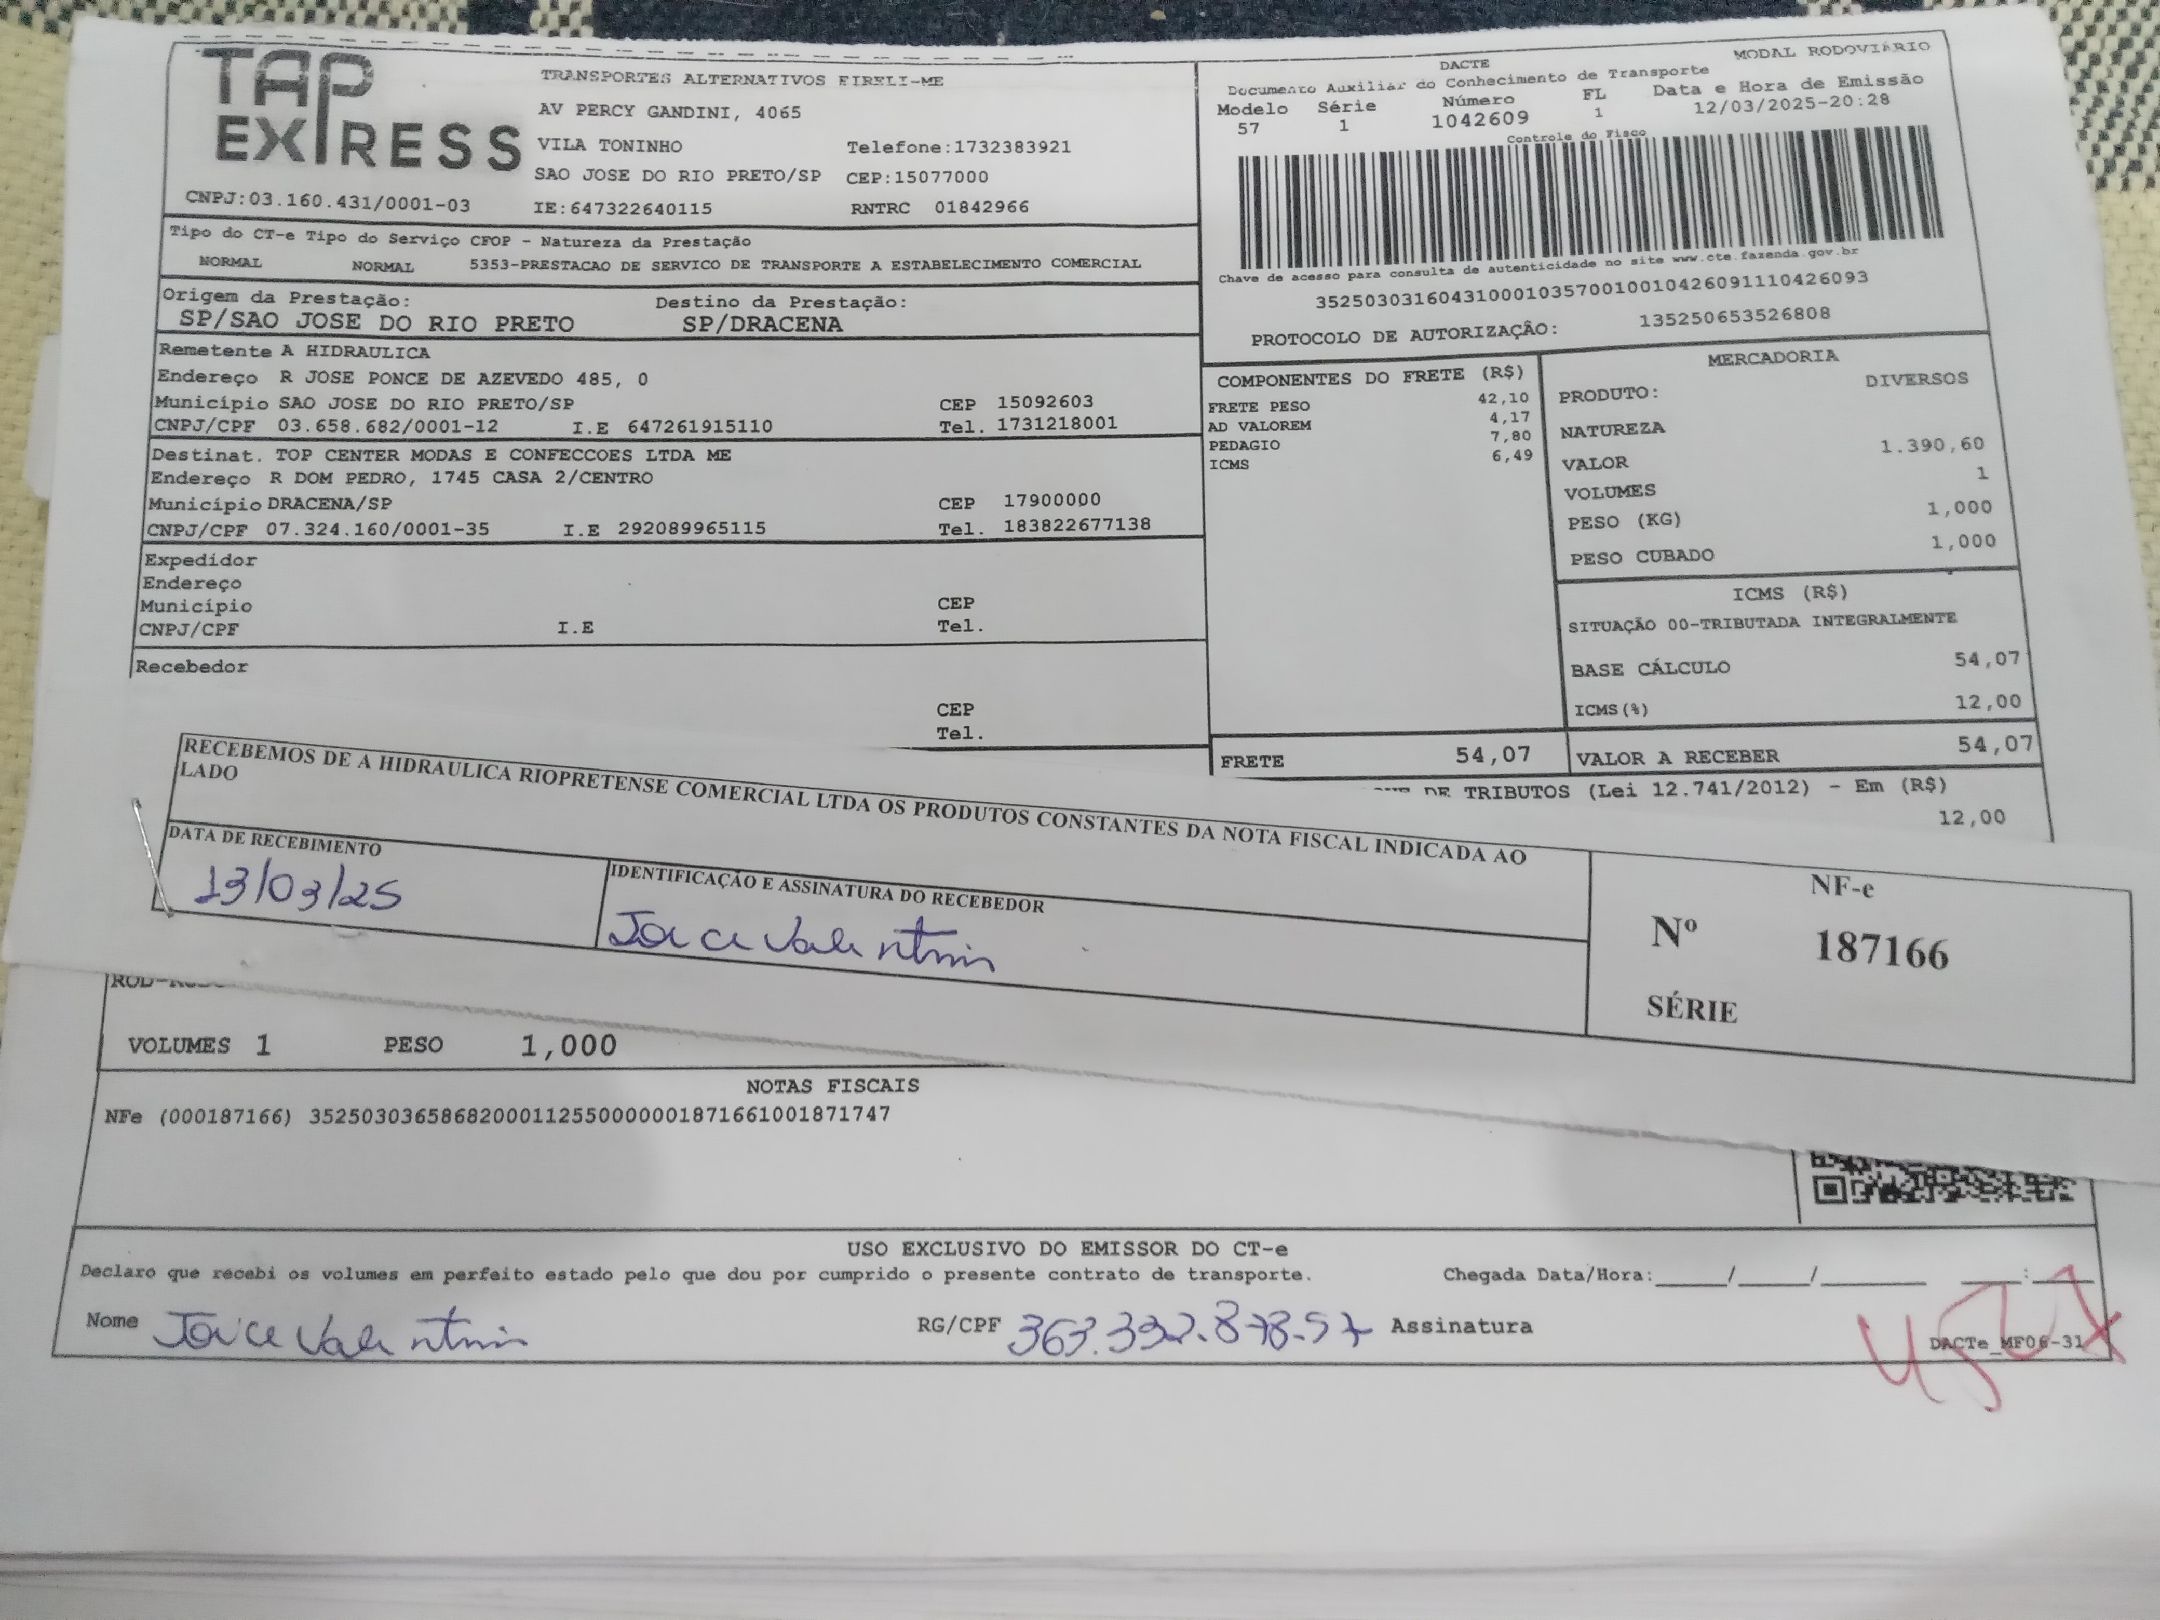 TAP EXPRESS
TRANSPORTES ALTERNATIVOS EIRELI-ME
AV PERCY GANDINI, 4065
VILA TONINHO Telefone:1732383921
SAO JOSE DO RIO PRETO/SP CEP:15077000
CNPJ:03.160.431/0001-03 IE:647322640115 RNTRC 01842966
DACTE MODAL RODOVIÁRIO
Documento Auxiliar do Conhecimento de Transporte
Modelo Série Número FL Data e Hora de Emissão
57 1 1042609 1 12/03/2025-20:28
Controle do Fisco
Chave de acesso para consulta de autenticidade no site www.cte.fazenda.gov.br
35250303160431000103570010010426091110426093
PROTOCOLO DE AUTORIZAÇÃO: 135250653526808
Tipo do CT-e Tipo do Serviço CFOP - Natureza da Prestação
NORMAL NORMAL 5353-PRESTACAO DE SERVICO DE TRANSPORTE A ESTABELECIMENTO COMERCIAL
Origem da Prestação: Destino da Prestação:
SP/SAO JOSE DO RIO PRETO SP/DRACENA
Remetente A HIDRAULICA
Endereço R JOSE PONCE DE AZEVEDO 485, 0
Município SAO JOSE DO RIO PRETO/SP CEP 15092603
CNPJ/CPF 03.658.682/0001-12 I.E 647261915110 Tel. 1731218001
Destinat. TOP CENTER MODAS E CONFECCOES LTDA ME
Endereço R DOM PEDRO, 1745 CASA 2/CENTRO
Município DRACENA/SP CEP 17900000
CNPJ/CPF 07.324.160/0001-35 I.E 292089965115 Tel. 183822677138
Expedidor
Endereço
Município CEP
CNPJ/CPF I.E Tel.
Recebedor
CEP
Tel.
COMPONENTES DO FRETE (R$)
FRETE PESO 42,10
AD VALOREM 4,17
PEDAGIO 7,80
ICMS 6,49
FRETE 54,07
MERCADORIA
PRODUTO: DIVERSOS
NATUREZA
VALOR 1.390,60
VOLUMES 1
PESO (KG) 1,000
PESO CUBADO 1,000
ICMS (R$)
SITUAÇÃO 00-TRIBUTADA INTEGRALMENTE
BASE CÁLCULO 54,07
ICMS(%) 12,00
VALOR A RECEBER 54,07
DE TRIBUTOS (Lei 12.741/2012) - Em (R$)
12,00
RECEBEMOS DE A HIDRAULICA RIOPRETENSE COMERCIAL LTDA OS PRODUTOS CONSTANTES DA NOTA FISCAL INDICADA AO
LADO
DATA DE RECEBIMENTO IDENTIFICAÇÃO E ASSINATURA DO RECEBEDOR
13/03/25 Joice Valentim
NF-e
Nº 187166
SÉRIE
VOLUMES 1 PESO 1,000
NOTAS FISCAIS
NFe (000187166) 35250303658682000112550000001871661001871747
USO EXCLUSIVO DO EMISSOR DO CT-e
Declaro que recebi os volumes em perfeito estado pelo que dou por cumprido o presente contrato de transporte. Chegada Data/Hora:_____/_____/_______ ___:____
Nome Joice Valentim RG/CPF 363.332.878-57 Assinatura
DACTe_MF06-31